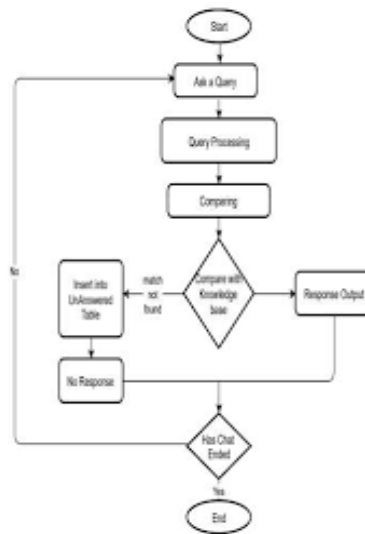 Start
Ask a Query
Query Processing
Comparing
Compare with
Knowledge
base
match
not
found
Insert into
UnAnswered
Table
Response Output
No
No Response
Has Chat
Ended
Yes
End